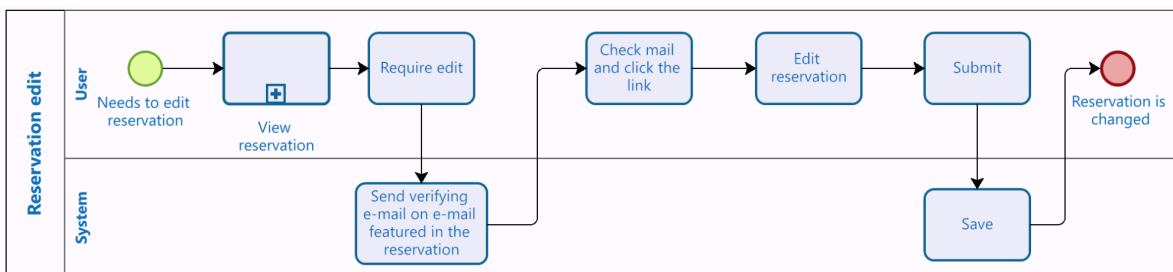 Reservation edit
User
Needs to edit
reservation
View
reservation
Require edit
Check mail
and click the
link
Edit
reservation
Submit
Reservation is
changed
System
Send verifying
e-mail on e-mail
featured in the
reservation
Save